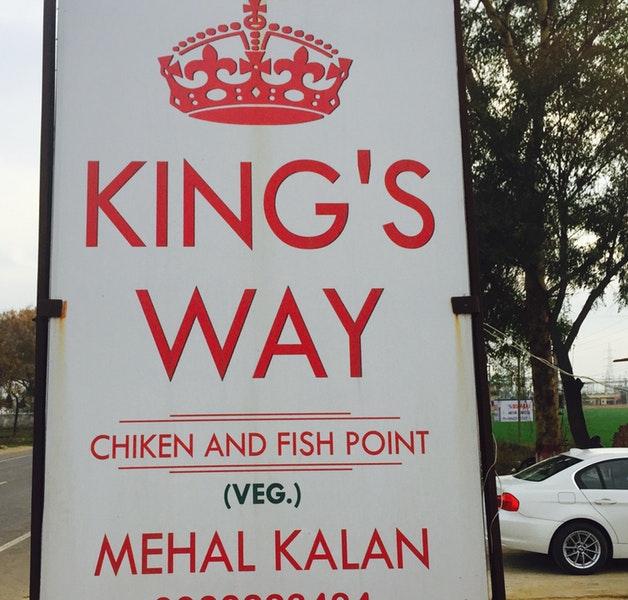 KING'S
WAY
CHIKEN AND FISH POINT
(VEG.)
MEHAL KALAN